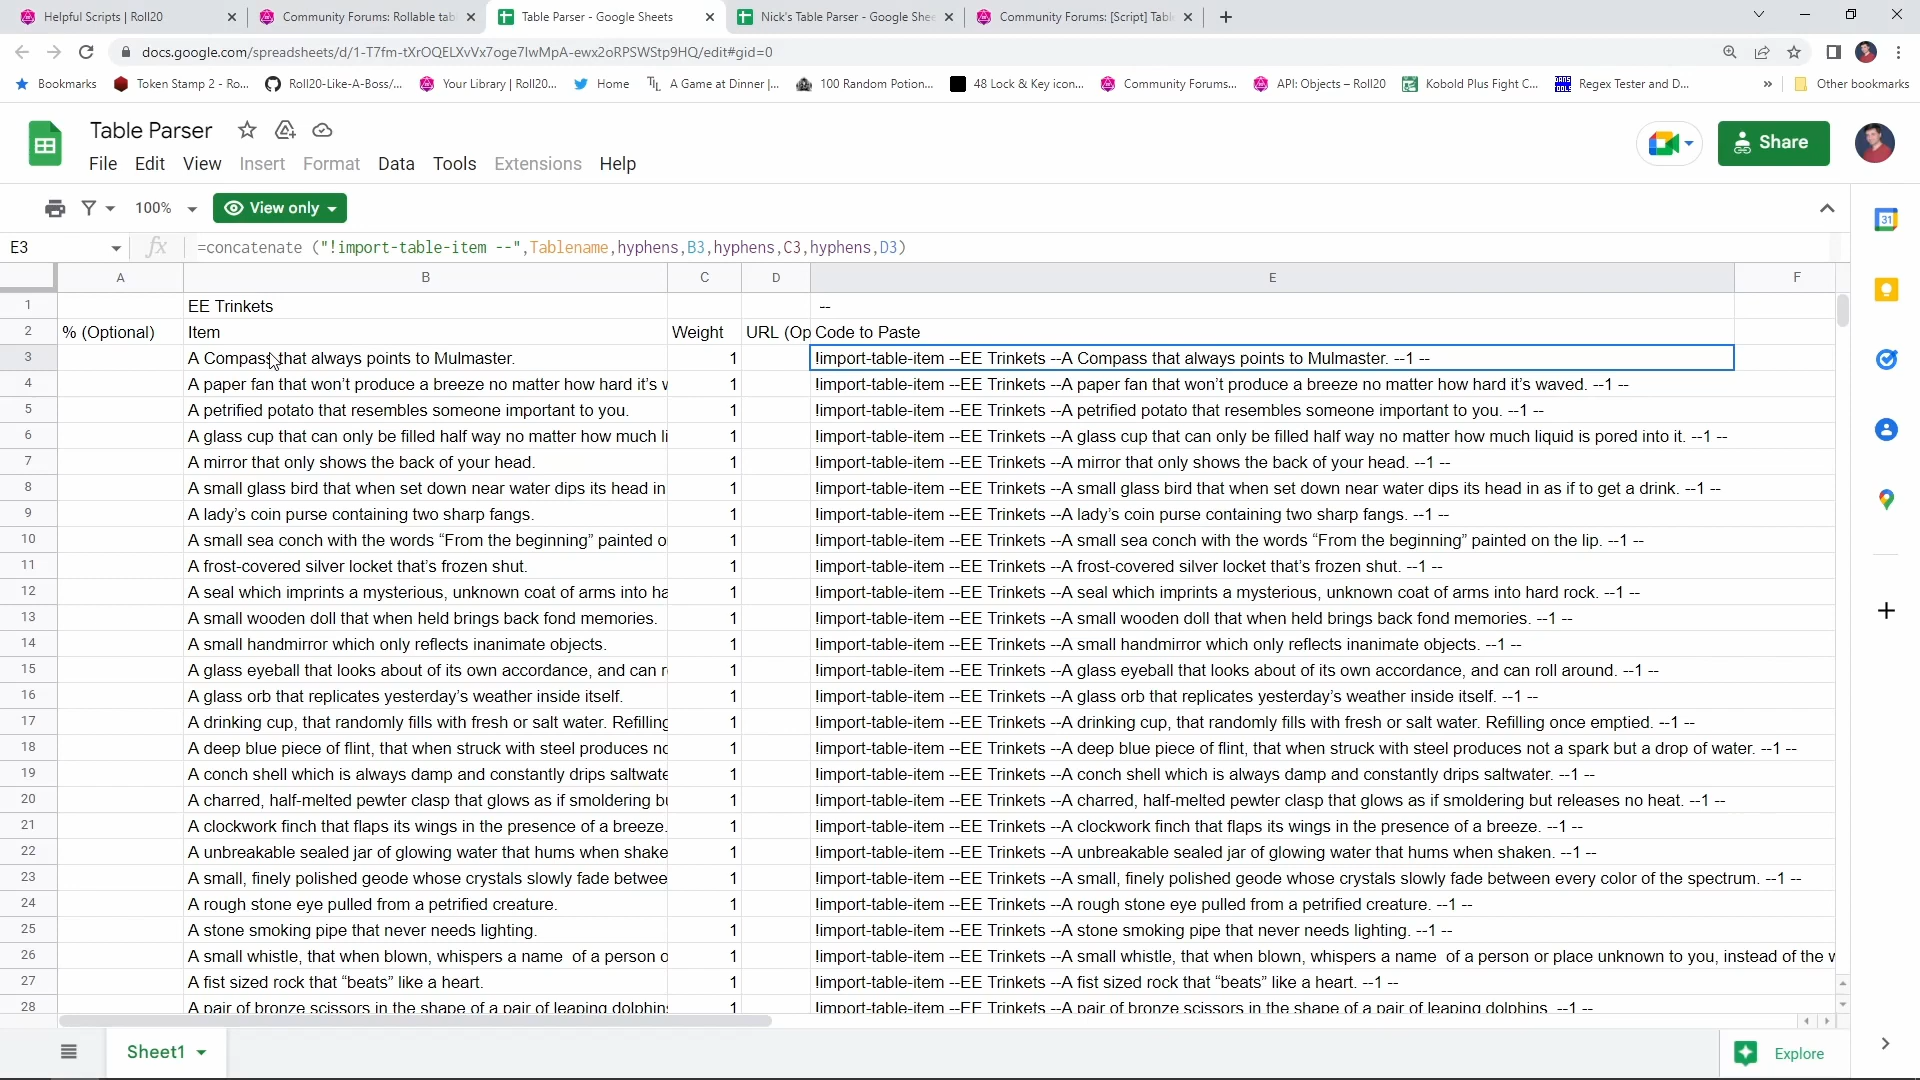 Helpful Scripts | Roll20
Community Forums: Rollable tab
Table Parser - Google Sheets
Nick's Table Parser - Google She
Community Forums: [Script] Tabl
docs.google.com/spreadsheets/d/1-T7fm-tXrOQELXvVx7oge7IwMpA-ewx2oRPSWStp9HQ/edit#gid=0
Bookmarks
Token Stamp 2 - Ro...
Roll20-Like-A-Boss/...
Your Library | Roll20...
Home
A Game at Dinner |...
100 Random Potion...
48 Lock & Key icon...
Community Forums...
API: Objects – Roll20
Kobold Plus Fight C...
Regex Tester and D...
»
Other bookmarks
Table Parser
File Edit View Insert Format Data Tools Extensions Help
Share
100%
View only
E3
fx
=concatenate ("!import-table-item --",Tablename,hyphens,B3,hyphens,C3,hyphens,D3)
A B C D E F
1 EE Trinkets --
2 % (Optional) Item Weight URL (Op Code to Paste
3 A Compass that always points to Mulmaster. 1 !import-table-item --EE Trinkets --A Compass that always points to Mulmaster. --1 --
4 A paper fan that won’t produce a breeze no matter how hard it’s w 1 !import-table-item --EE Trinkets --A paper fan that won’t produce a breeze no matter how hard it’s waved. --1 --
5 A petrified potato that resembles someone important to you. 1 !import-table-item --EE Trinkets --A petrified potato that resembles someone important to you. --1 --
6 A glass cup that can only be filled half way no matter how much li 1 !import-table-item --EE Trinkets --A glass cup that can only be filled half way no matter how much liquid is pored into it. --1 --
7 A mirror that only shows the back of your head. 1 !import-table-item --EE Trinkets --A mirror that only shows the back of your head. --1 --
8 A small glass bird that when set down near water dips its head in 1 !import-table-item --EE Trinkets --A small glass bird that when set down near water dips its head in as if to get a drink. --1 --
9 A lady’s coin purse containing two sharp fangs. 1 !import-table-item --EE Trinkets --A lady’s coin purse containing two sharp fangs. --1 --
10 A small sea conch with the words “From the beginning” painted o 1 !import-table-item --EE Trinkets --A small sea conch with the words “From the beginning” painted on the lip. --1 --
11 A frost-covered silver locket that’s frozen shut. 1 !import-table-item --EE Trinkets --A frost-covered silver locket that’s frozen shut. --1 --
12 A seal which imprints a mysterious, unknown coat of arms into ha 1 !import-table-item --EE Trinkets --A seal which imprints a mysterious, unknown coat of arms into hard rock. --1 --
13 A small wooden doll that when held brings back fond memories. 1 !import-table-item --EE Trinkets --A small wooden doll that when held brings back fond memories. --1 --
14 A small handmirror which only reflects inanimate objects. 1 !import-table-item --EE Trinkets --A small handmirror which only reflects inanimate objects. --1 --
15 A glass eyeball that looks about of its own accordance, and can r 1 !import-table-item --EE Trinkets --A glass eyeball that looks about of its own accordance, and can roll around. --1 --
16 A glass orb that replicates yesterday’s weather inside itself. 1 !import-table-item --EE Trinkets --A glass orb that replicates yesterday’s weather inside itself. --1 --
17 A drinking cup, that randomly fills with fresh or salt water. Refilling 1 !import-table-item --EE Trinkets --A drinking cup, that randomly fills with fresh or salt water. Refilling once emptied. --1 --
18 A deep blue piece of flint, that when struck with steel produces no 1 !import-table-item --EE Trinkets --A deep blue piece of flint, that when struck with steel produces not a spark but a drop of water. --1 --
19 A conch shell which is always damp and constantly drips saltwate 1 !import-table-item --EE Trinkets --A conch shell which is always damp and constantly drips saltwater. --1 --
20 A charred, half-melted pewter clasp that glows as if smoldering bu 1 !import-table-item --EE Trinkets --A charred, half-melted pewter clasp that glows as if smoldering but releases no heat. --1 --
21 A clockwork finch that flaps its wings in the presence of a breeze. 1 !import-table-item --EE Trinkets --A clockwork finch that flaps its wings in the presence of a breeze. --1 --
22 A unbreakable sealed jar of glowing water that hums when shake 1 !import-table-item --EE Trinkets --A unbreakable sealed jar of glowing water that hums when shaken. --1 --
23 A small, finely polished geode whose crystals slowly fade betwee 1 !import-table-item --EE Trinkets --A small, finely polished geode whose crystals slowly fade between every color of the spectrum. --1 --
24 A rough stone eye pulled from a petrified creature. 1 !import-table-item --EE Trinkets --A rough stone eye pulled from a petrified creature. --1 --
25 A stone smoking pipe that never needs lighting. 1 !import-table-item --EE Trinkets --A stone smoking pipe that never needs lighting. --1 --
26 A small whistle, that when blown, whispers a name  of a person o 1 !import-table-item --EE Trinkets --A small whistle, that when blown, whispers a name  of a person or place unknown to you, instead of the w
27 A fist sized rock that “beats” like a heart. 1 !import-table-item --EE Trinkets --A fist sized rock that “beats” like a heart. --1 --
28 A pair of bronze scissors in the shape of a pair of leaping dolphin 1 !import-table-item --EE Trinkets --A pair of bronze scissors in the shape of a pair of leaping dolphins. --1 --
Sheet1
Explore
31